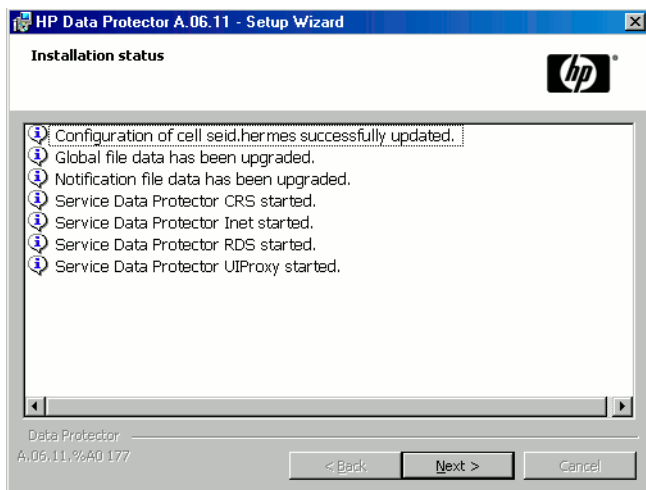 HP Data Protector A.06.11 - Setup Wizard
Installation status
hp
Configuration of cell seid.hermes successfully updated.
Global file data has been upgraded.
Notification file data has been upgraded.
Service Data Protector CRS started.
Service Data Protector Inet started.
Service Data Protector RDS started.
Service Data Protector UIProxy started.
Data Protector
A.06.11.%A0 177
< Back
Next >
Cancel